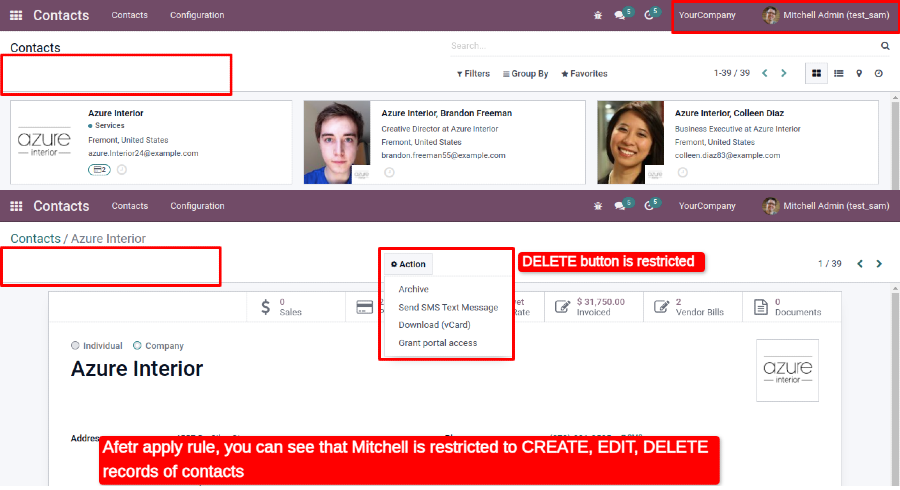 Contacts Contacts Configuration 5 5 YourCompany Mitchell Admin (test_sam)
Contacts Search...
Filters Group By Favorites 1-39 / 39
Azure Interior
Services
Fremont, United States
azure.Interior24@example.com
2
azure
interior
Azure Interior, Brandon Freeman
Creative Director at Azure Interior
Fremont, United States
brandon.freeman55@example.com
azure
interior
Azure Interior, Colleen Diaz
Business Executive at Azure Interior
Fremont, United States
colleen.diaz83@example.com
azure
interior
Contacts Contacts Configuration 5 5 YourCompany Mitchell Admin (test_sam)
Contacts / Azure Interior
Action DELETE button is restricted 1 / 39
Archive
Send SMS Text Message
Download (vCard)
Grant portal access
0
Sales
$ 31,750.00
Invoiced
2
Vendor Bills
0
Documents
Individual Company
Azure Interior
azure
interior
Afetr apply rule, you can see that Mitchell is restricted to CREATE, EDIT, DELETE
records of contacts